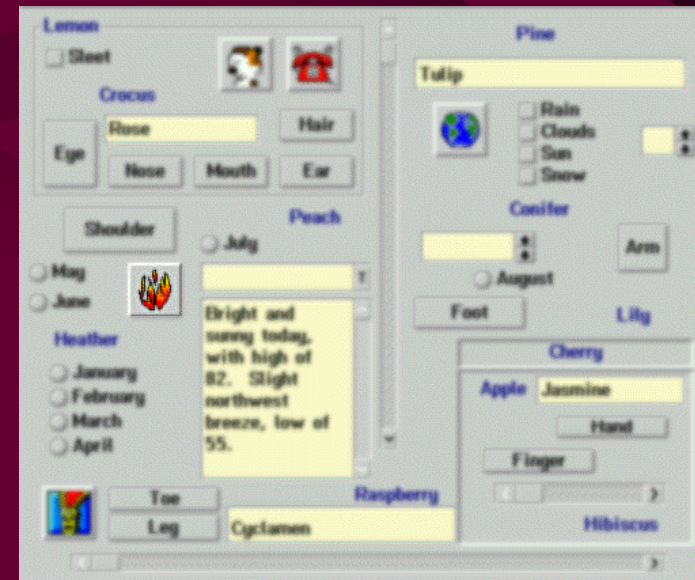 Lemon
Sleet
Crocus
Rose
Hair
Eye
Nose
Mouth
Ear
Shoulder
Peach
July
May
June
Heather
January
February
March
April
Bright and
sunny today,
with high of
82. Slight
northwest
breeze, low of
55.
Toe
Leg
Raspberry
Cyclamen
Pine
Tulip
Rain
Clouds
Sun
Snow
Conifer
Arm
August
Foot
Lily
Cherry
Apple
Jasmine
Hand
Finger
Hibiscus